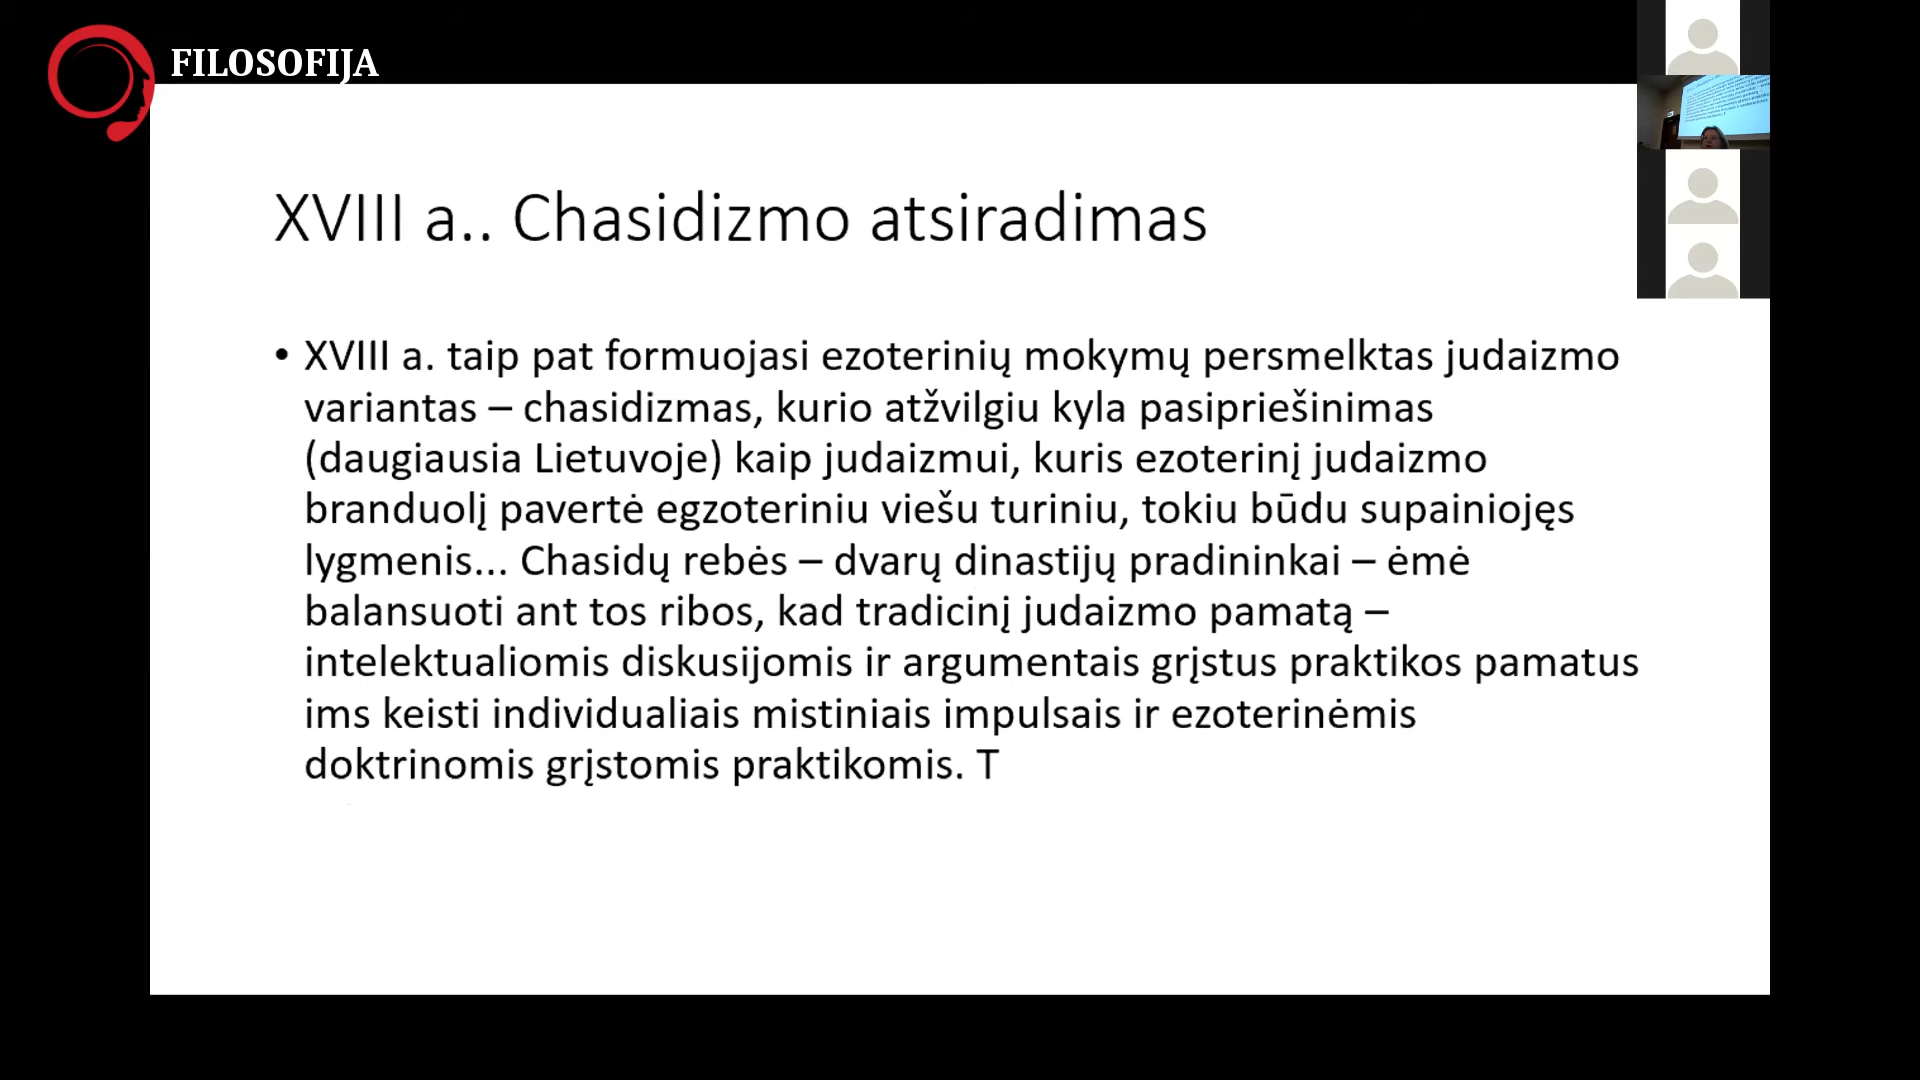 FILOSOFIJA
XVIII a.. Chasidizmo atsiradimas
• XVIII a. taip pat formuojasi ezoterinių mokymų persmelktas judaizmo
variantas – chasidizmas, kurio atžvilgiu kyla pasipriešinimas
(daugiausia Lietuvoje) kaip judaizmui, kuris ezoterinį judaizmo
branduolį pavertė egzoteriniu viešu turiniu, tokiu būdu supainiojęs
lygmenis... Chasidų rebės – dvarų dinastijų pradininkai – ėmė
balansuoti ant tos ribos, kad tradicinį judaizmo pamatą –
intelektualiomis diskusijomis ir argumentais grįstus praktikos pamatus
ims keisti individualiais mistiniais impulsais ir ezoterinėmis
doktrinomis grįstomis praktikomis. T